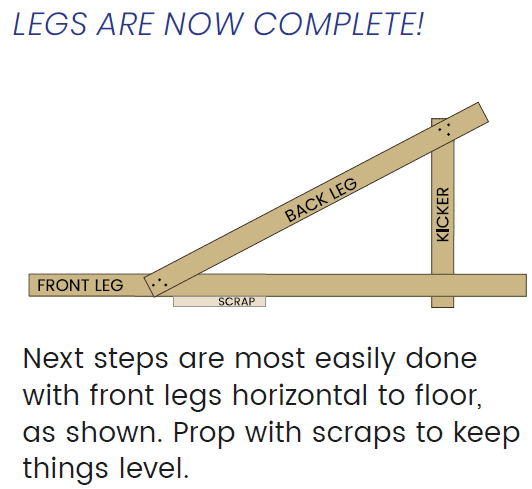 LEGS ARE NOW COMPLETE!
BACK LEG
KICKER
FRONT LEG
SCRAP
Next steps are most easily done
with front legs horizontal to floor,
as shown. Prop with scraps to keep
things level.